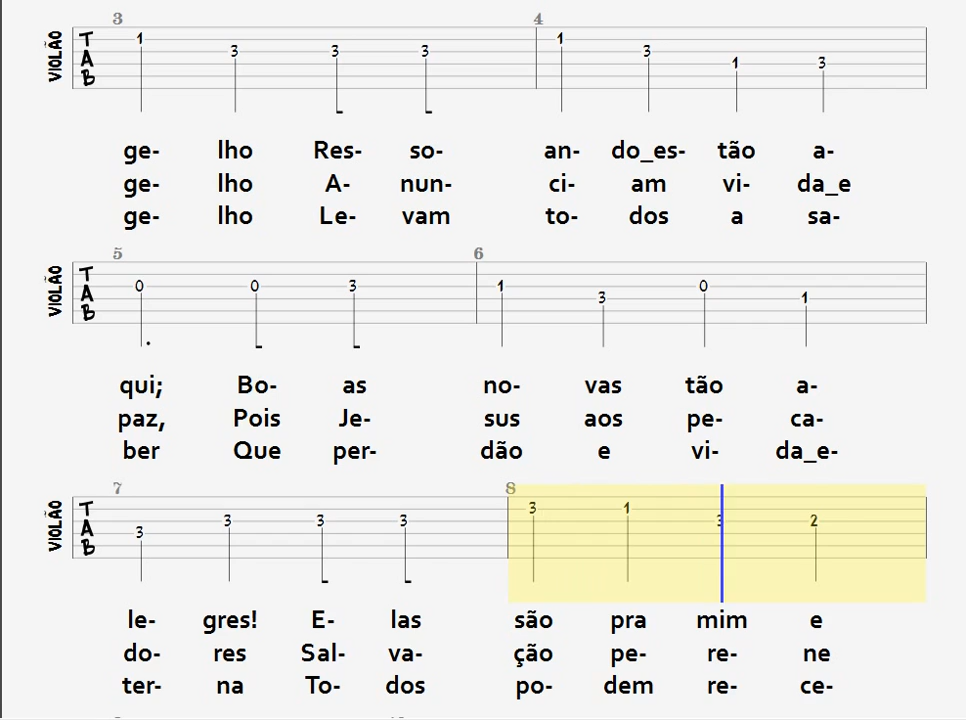 3 4
VIOLÃO TAB 1 3 3 3 1 3 1 3
ge- lho Res- so- an- do_es- tão a-
ge- lho A- nun- ci- am vi- da_e
ge- lho Le- vam to- dos a sa-
5 6
VIOLÃO TAB 0 0 3 1 3 0 1
qui; Bo- as no- vas tão a-
paz, Pois Je- sus aos pe- ca-
ber Que per- dão e vi- da_e-
7 8
VIOLÃO TAB 3 3 3 3 3 1 3 2
le- gres! E- las são pra mim e
do- res Sal- va- ção pe- re- ne
ter- na To- dos po- dem re- ce-